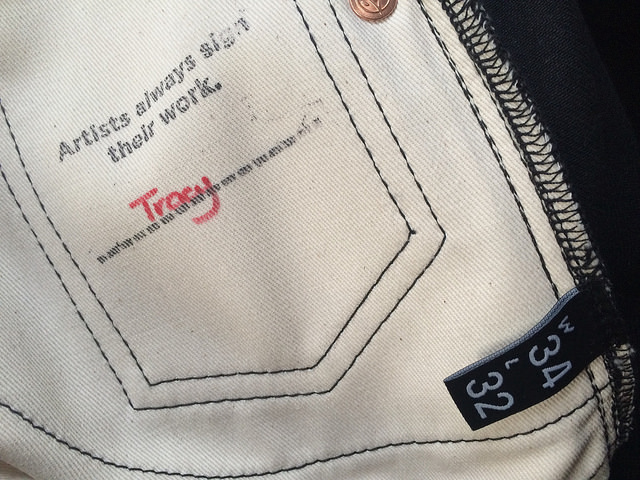 Artists always sign
their work.
Tracy
W 34
L 32